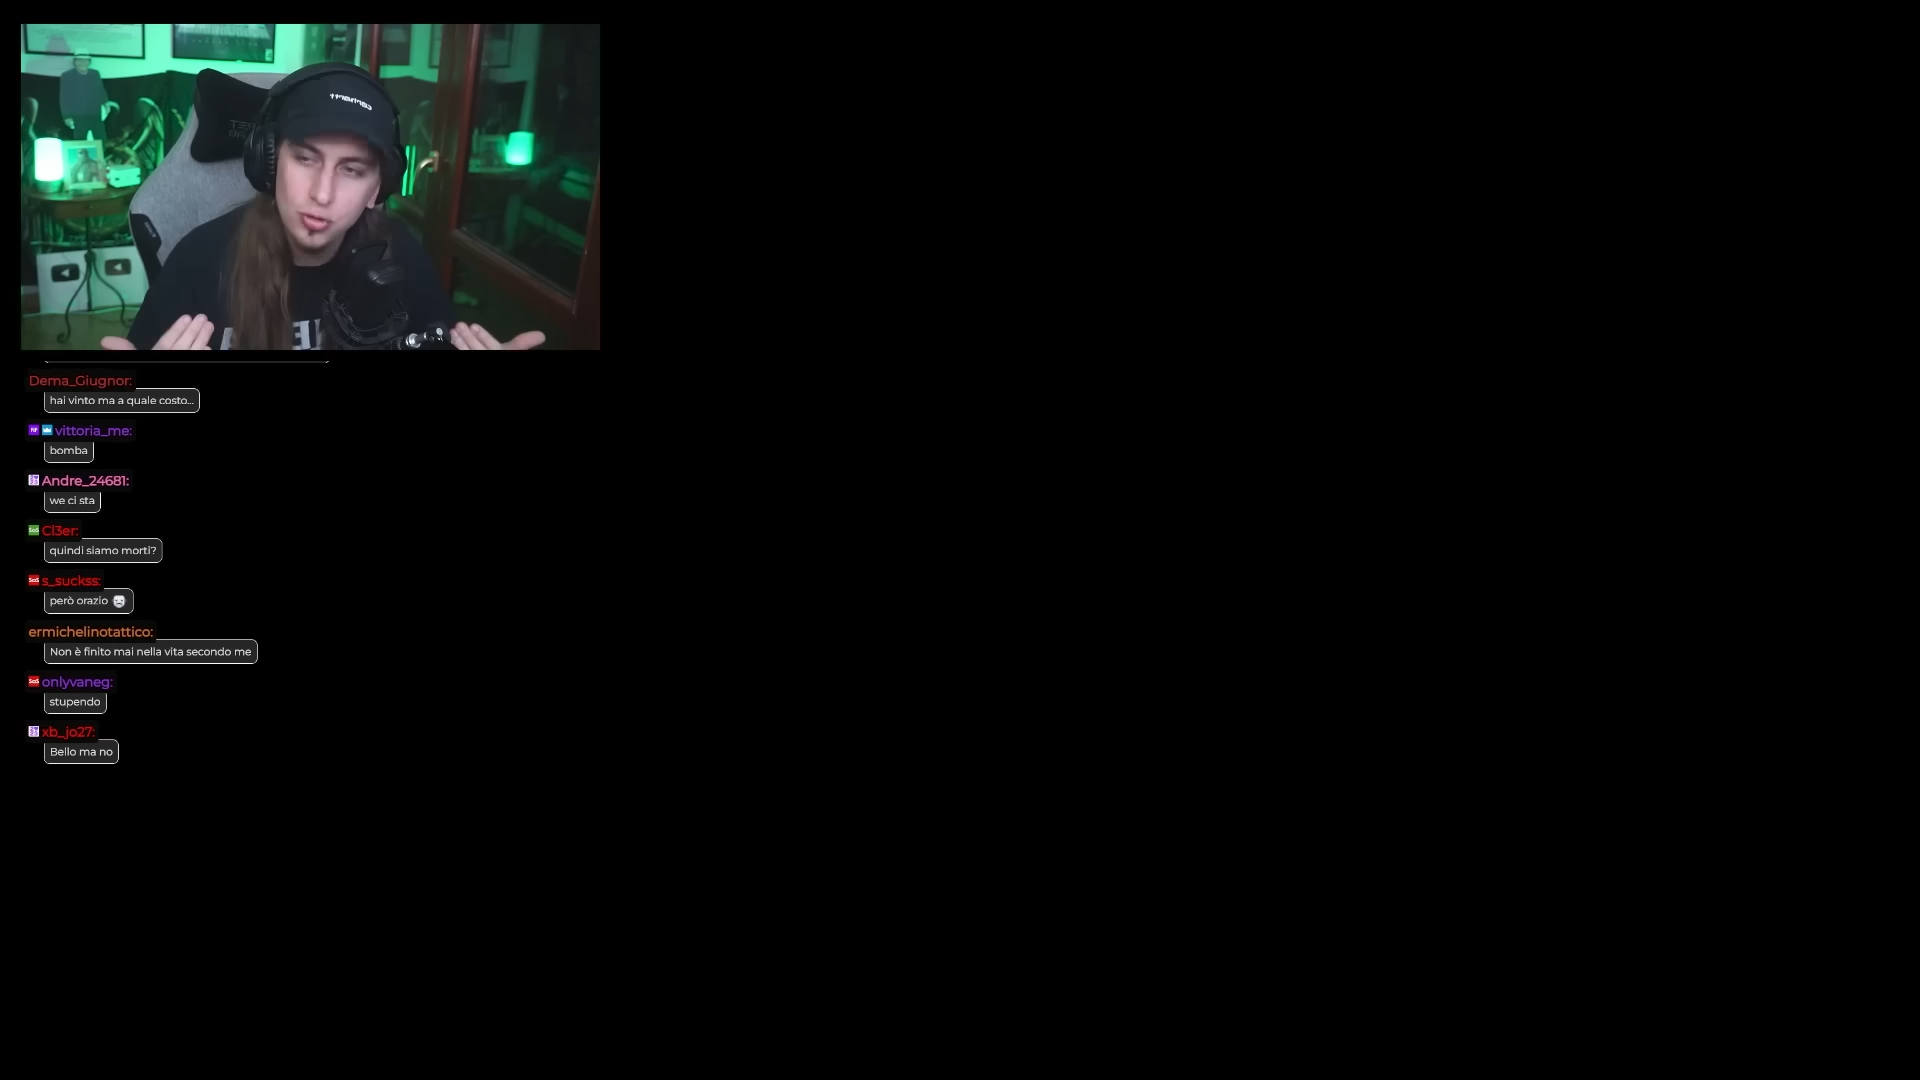 Dema_Giugnor:
hai vinto ma a quale costo...
vittoria_me:
bomba
Andre_24681:
we ci sta
Cl3er:
quindi siamo morti?
s_suckss:
però orazio
ermichelinotattico:
Non è finito mai nella vita secondo me
onlyvaneg:
stupendo
xb_jo27:
Bello ma no